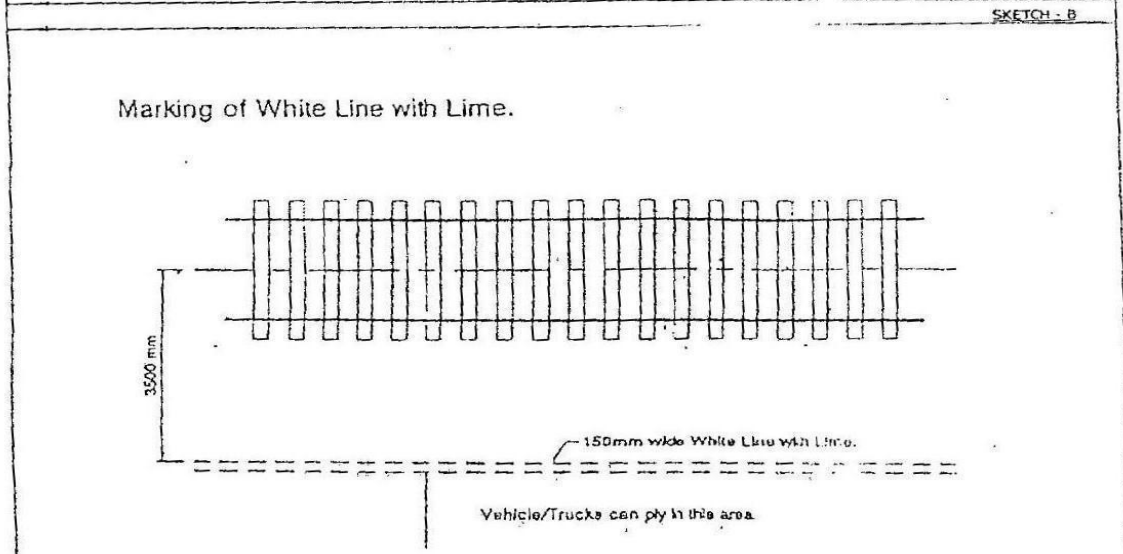 SKETCH - B
Marking of White Line with Lime.
3500 mm
150mm wide White Line with Lime.
Vehicle/Trucks can ply in this area